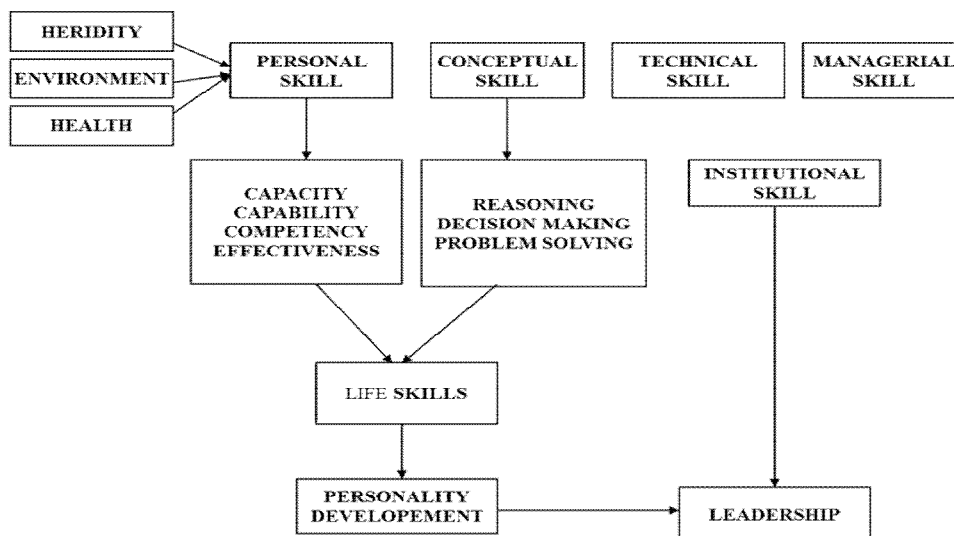 HERIDITY
ENVIRONMENT
HEALTH
PERSONAL
SKILL
CONCEPTUAL
SKILL
TECHNICAL
SKILL
MANAGERIAL
SKILL
CAPACITY
CAPABILITY
COMPETENCY
EFFECTIVENESS
REASONING
DECISION MAKING
PROBLEM SOLVING
INSTITUTIONAL
SKILL
LIFE SKILLS
PERSONALITY
DEVELOPEMENT
LEADERSHIP